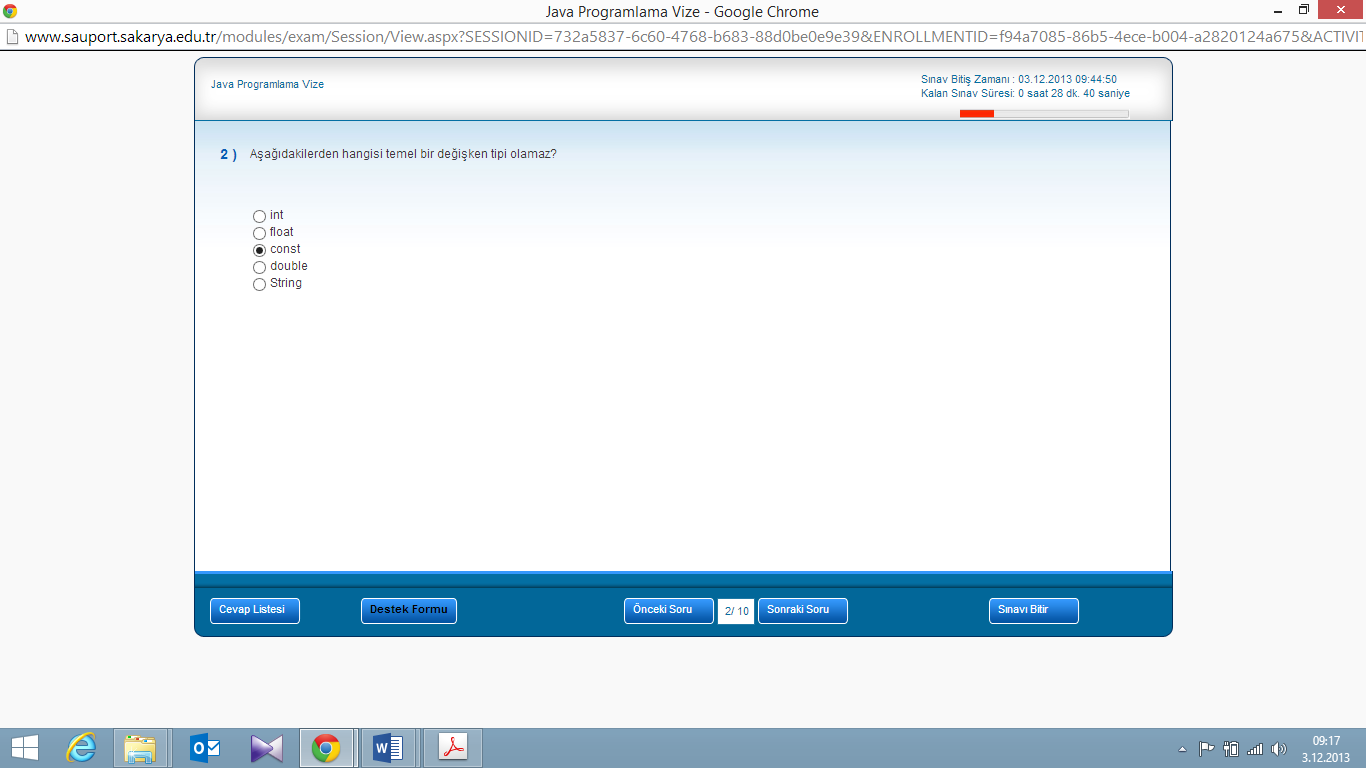 Java Programlama Vize - Google Chrome
www.sauport.sakarya.edu.tr/modules/exam/Session/View.aspx?SESSIONID=732a5837-6c60-4768-b683-88d0be0e9e39&ENROLLMENTID=f94a7085-86b5-4ece-b004-a2820124a675&ACTIVIT
Java Programlama Vize
Sınav Bitiş Zamanı : 03.12.2013 09:44:50
Kalan Sınav Süresi: 0 saat 28 dk. 40 saniye
2 ) Aşağıdakilerden hangisi temel bir değişken tipi olamaz?
int
float
const
double
String
Cevap Listesi Destek Formu Önceki Soru 2/ 10 Sonraki Soru Sınavı Bitir
09:17
3.12.2013